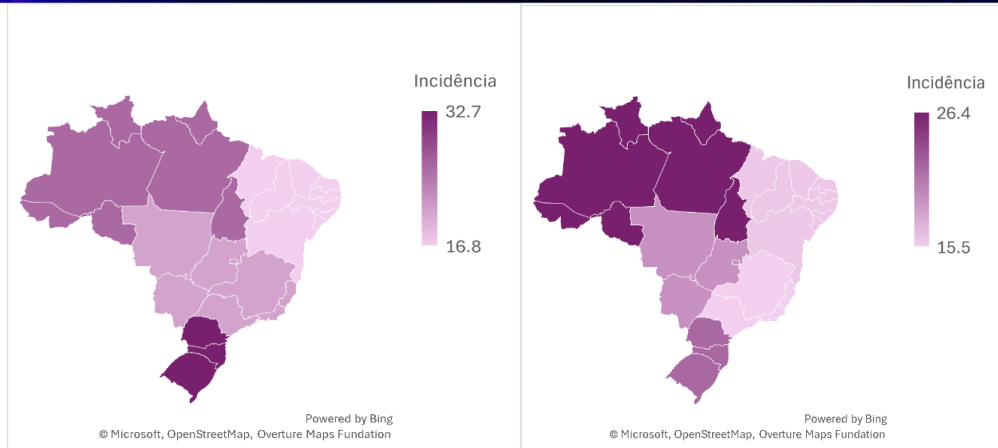 Incidência
32.7
16.8
Powered by Bing
© Microsoft, OpenStreetMap, Overture Maps Fundation
Incidência
26.4
15.5
Powered by Bing
© Microsoft, OpenStreetMap, Overture Maps Fundation